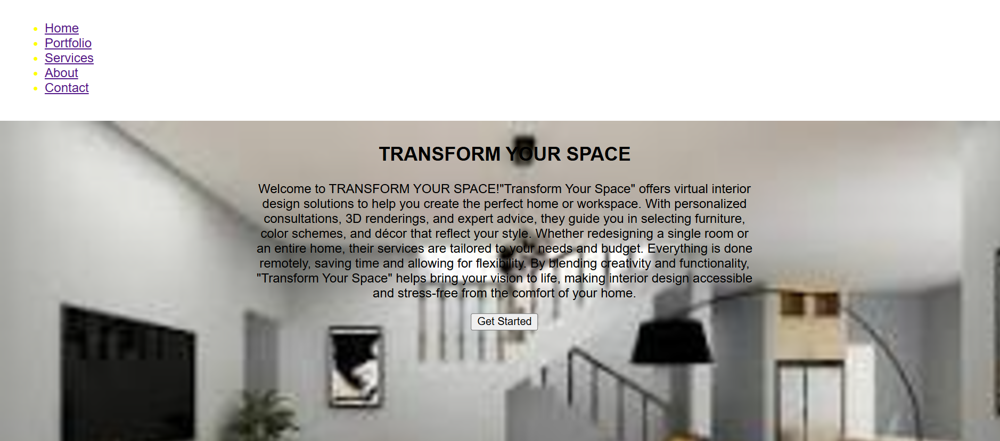 Home
Portfolio
Services
About
Contact
TRANSFORM YOUR SPACE
Welcome to TRANSFORM YOUR SPACE!"Transform Your Space" offers virtual interior
design solutions to help you create the perfect home or workspace. With personalized
consultations, 3D renderings, and expert advice, they guide you in selecting furniture,
color schemes, and décor that reflect your style. Whether redesigning a single room or
an entire home, their services are tailored to your needs and budget. Everything is done
remotely, saving time and allowing for flexibility. By blending creativity and functionality,
"Transform Your Space" helps bring your vision to life, making interior design accessible
and stress-free from the comfort of your home.
Get Started